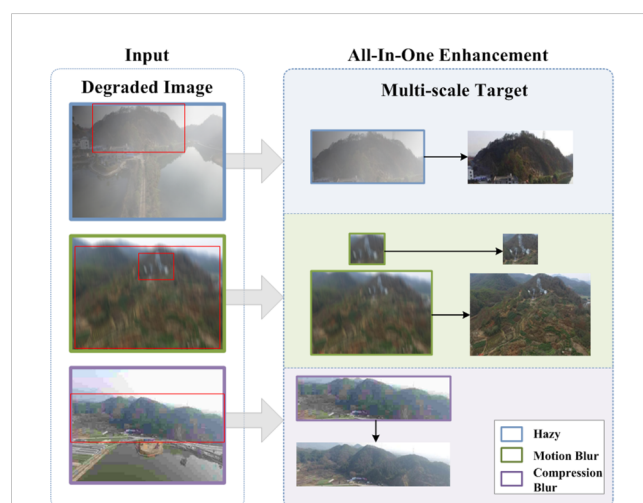 Input
All-In-One Enhancement
Degraded Image
Multi-scale Target
Hazy
Motion Blur
Compression
Blur